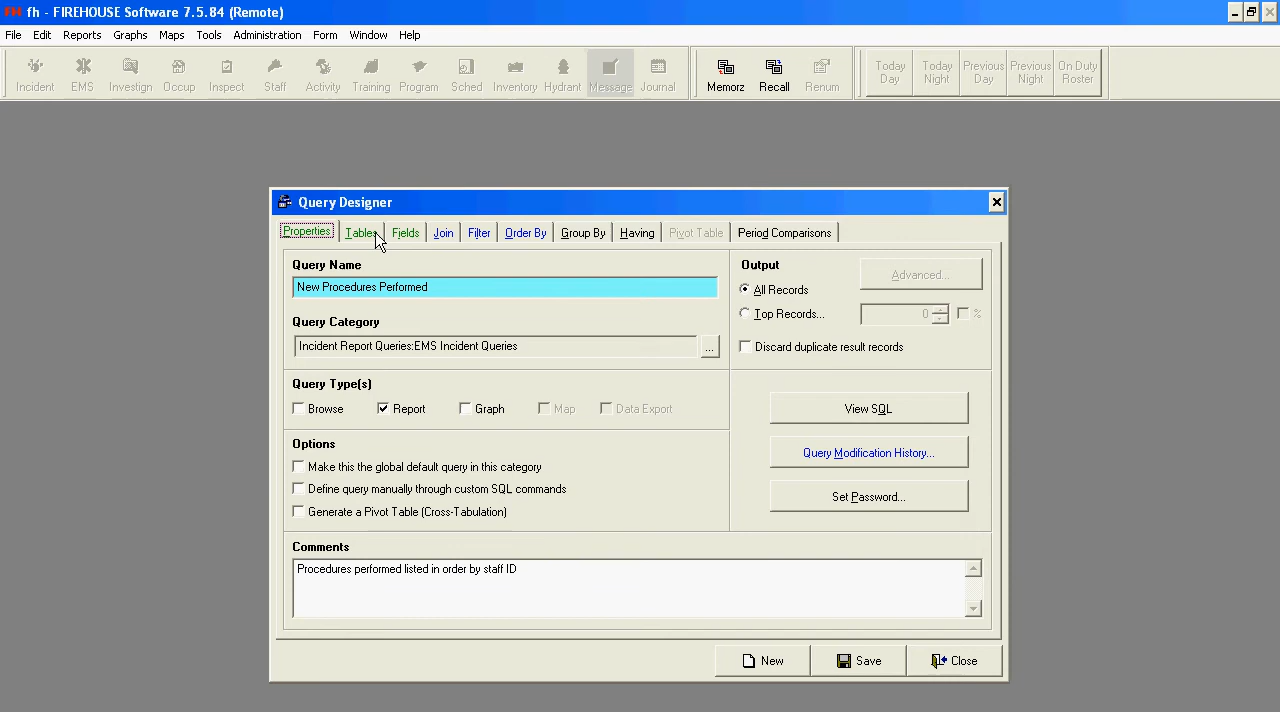 FH fh - FIREHOUSE Software 7.5.84 (Remote)
File Edit Reports Graphs Maps Tools Administration Form Window Help
Incident EMS Investign Occup Inspect Staff Activity Training Program Sched Inventory Hydrant Message Journal Memorz Recall Renum
Today Day
Today Night
Previous Day
Previous Night
On Duty Roster
Query Designer
Properties Tables Fields Join Filter Order By Group By Having Pivot Table Period Comparisons
Query Name
New Procedures Performed
Query Category
Incident Report Queries:EMS Incident Queries
...
Query Type(s)
Browse Report Graph Map Data Export
Options
Make this the global default query in this category
Define query manually through custom SQL commands
Generate a Pivot Table (Cross-Tabulation)
Output
Advanced...
All Records
Top Records...
0
%
Discard duplicate result records
View SQL
Query Modification History...
Set Password...
Comments
Procedures performed listed in order by staff ID
New Save Close